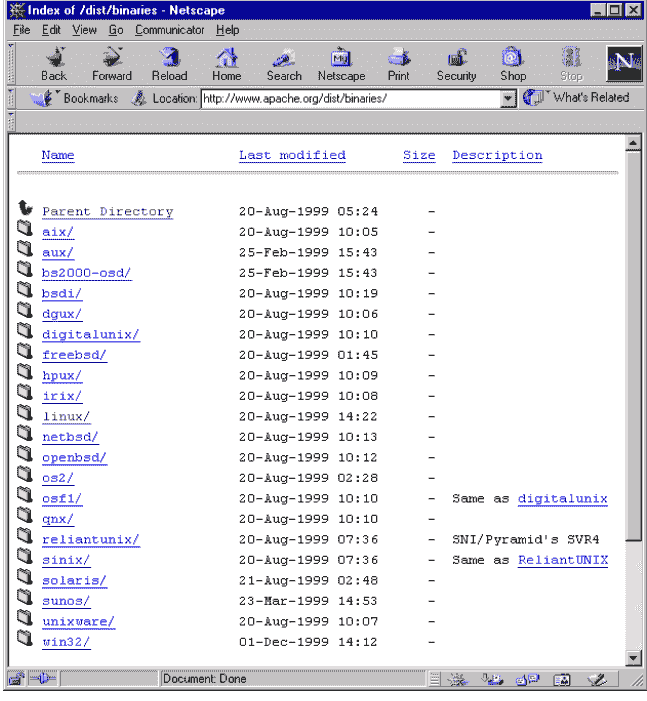 Index of /dist/binaries - Netscape
File Edit View Go Communicator Help
Back Forward Reload Home Search Netscape Print Security Shop Stop
My
N
Bookmarks Location: http://www.apache.org/dist/binaries/ What's Related
Name Last modified Size Description
Parent Directory 20-Aug-1999 05:24 -
aix/ 20-Aug-1999 10:05 -
aux/ 25-Feb-1999 15:43 -
bs2000-osd/ 25-Feb-1999 15:43 -
bsdi/ 20-Aug-1999 10:19 -
dgux/ 20-Aug-1999 10:06 -
digitalunix/ 20-Aug-1999 10:10 -
freebsd/ 20-Aug-1999 01:45 -
hpux/ 20-Aug-1999 10:09 -
irix/ 20-Aug-1999 10:08 -
linux/ 20-Aug-1999 14:22 -
netbsd/ 20-Aug-1999 10:13 -
openbsd/ 20-Aug-1999 10:12 -
os2/ 20-Aug-1999 02:28 -
osf1/ 20-Aug-1999 10:10 - Same as digitalunix
qnx/ 20-Aug-1999 10:10 -
reliantunix/ 20-Aug-1999 07:36 - SNI/Pyramid's SVR4
sinix/ 20-Aug-1999 07:36 - Same as ReliantUNIX
solaris/ 21-Aug-1999 02:48 -
sunos/ 23-Mar-1999 14:53 -
unixware/ 20-Aug-1999 10:07 -
win32/ 01-Dec-1999 14:12 -
Document: Done